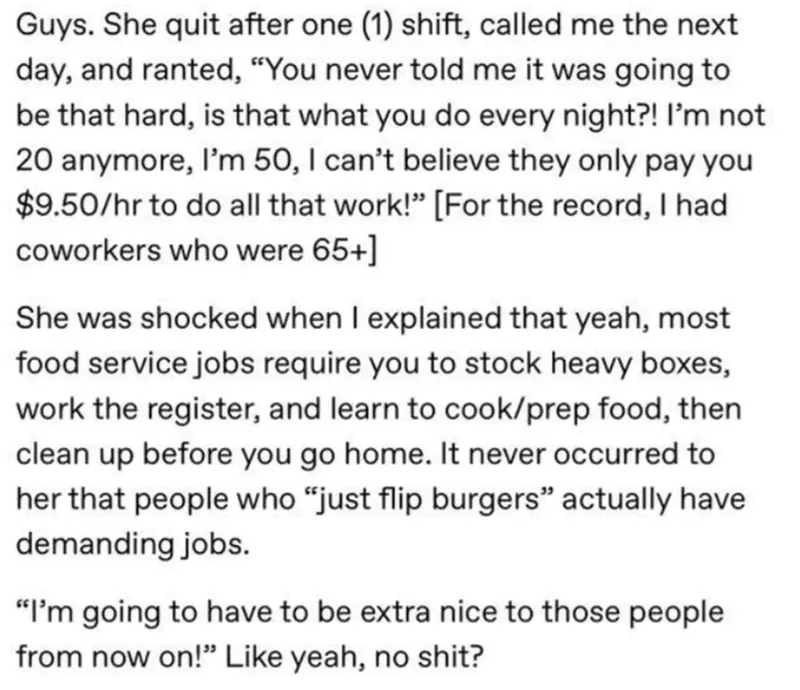 Guys. She quit after one (1) shift, called me the next
day, and ranted, “You never told me it was going to
be that hard, is that what you do every night?! I’m not
20 anymore, I’m 50, I can’t believe they only pay you
$9.50/hr to do all that work!” [For the record, I had
coworkers who were 65+]
She was shocked when I explained that yeah, most
food service jobs require you to stock heavy boxes,
work the register, and learn to cook/prep food, then
clean up before you go home. It never occurred to
her that people who “just flip burgers” actually have
demanding jobs.
“I’m going to have to be extra nice to those people
from now on!” Like yeah, no shit?